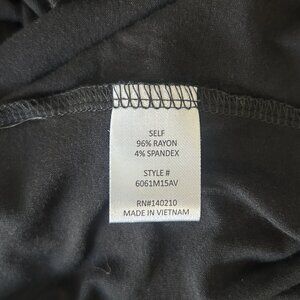 SELF
96% RAYON
4% SPANDEX
STYLE #
6061M15AV
RN#140210
MADE IN VIETNAM